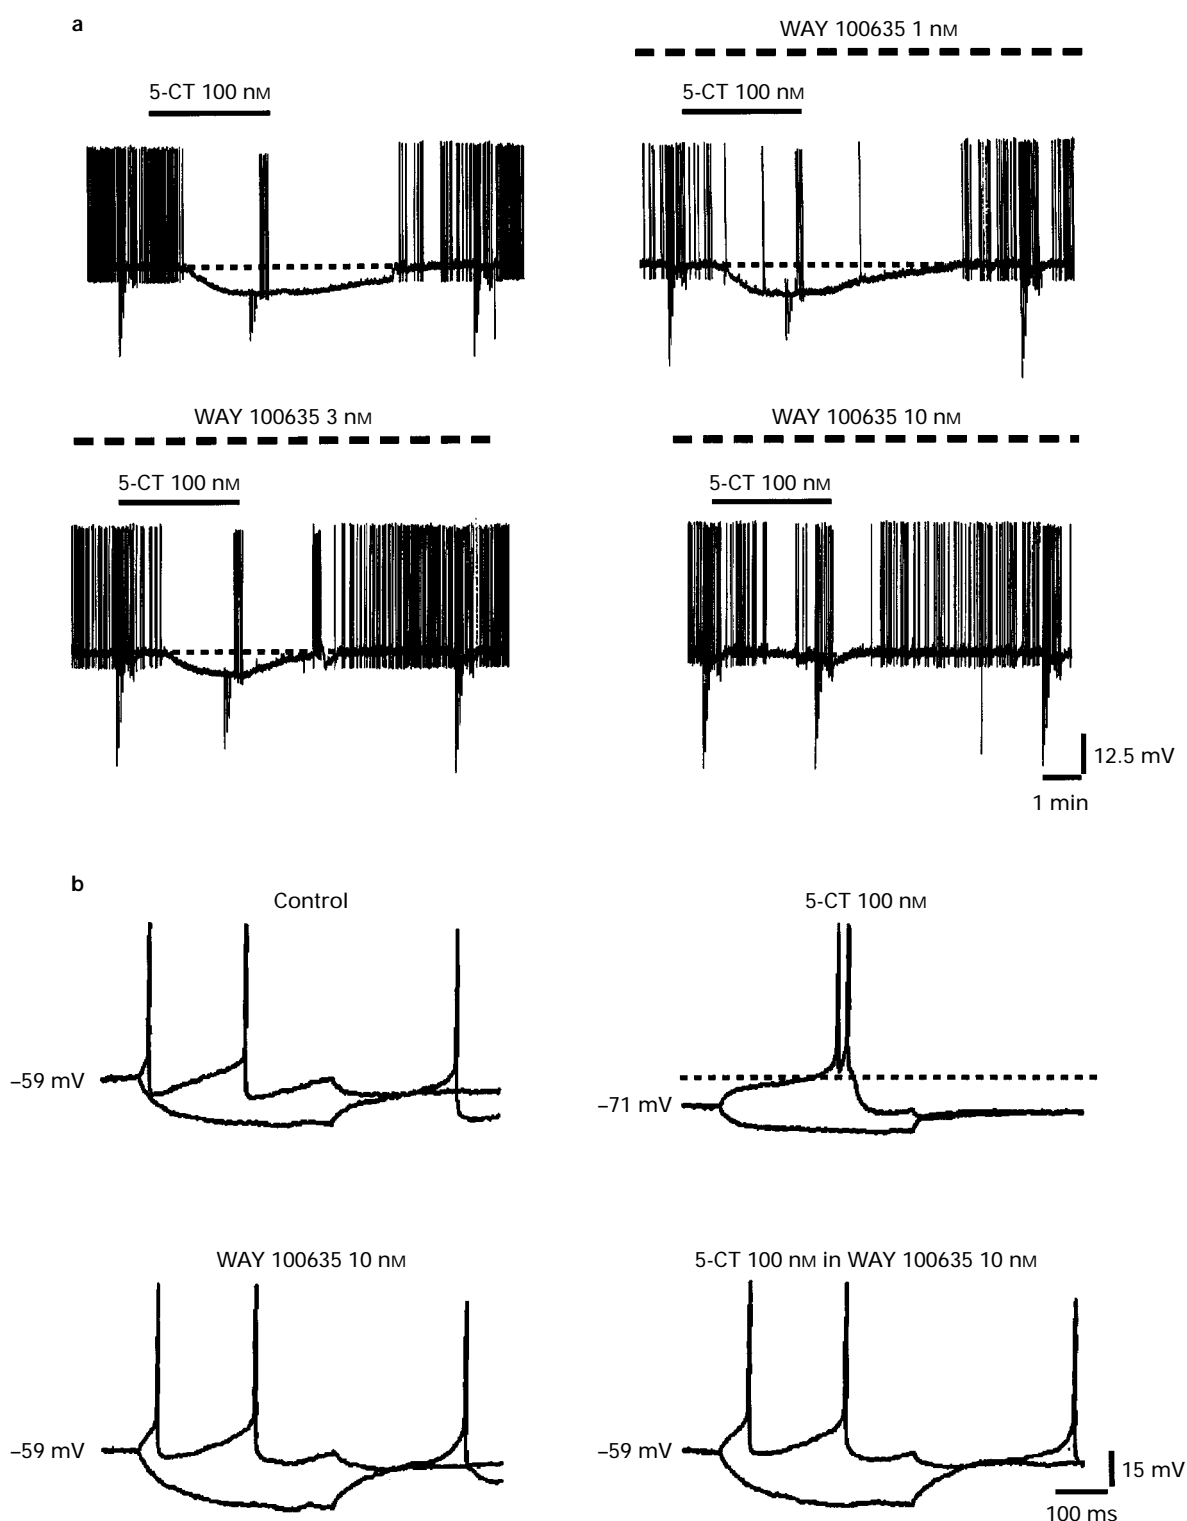 a
WAY 100635 1 nM
5-CT 100 nM
5-CT 100 nM
WAY 100635 3 nM
WAY 100635 10 nM
5-CT 100 nM
5-CT 100 nM
12.5 mV
1 min
b
Control
5-CT 100 nM
–59 mV
–71 mV
WAY 100635 10 nM
5-CT 100 nM in WAY 100635 10 nM
–59 mV
–59 mV
15 mV
100 ms